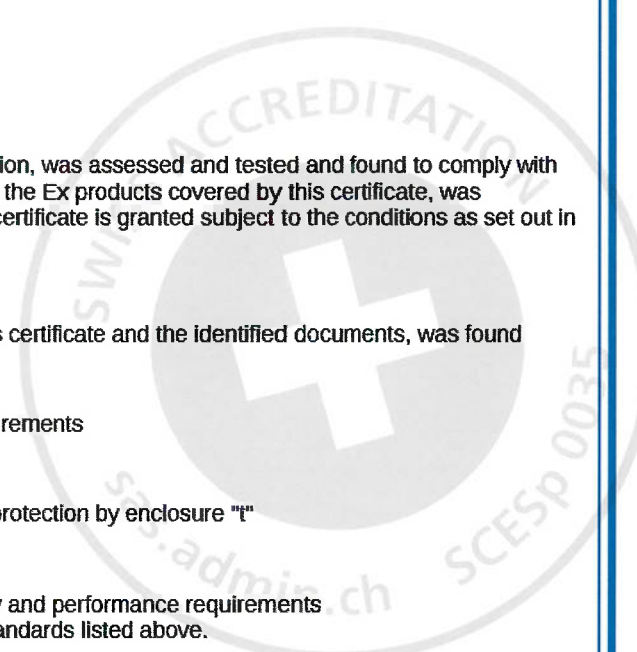 ion, was assessed and tested and found to comply with
the Ex products covered by this certificate, was
certificate is granted subject to the conditions as set out in
s certificate and the identified documents, was found
rements
protection by enclosure "t"
y and performance requirements
andards listed above.
SWISS ACCREDITATION
sas.admin.ch
SCESp 0035